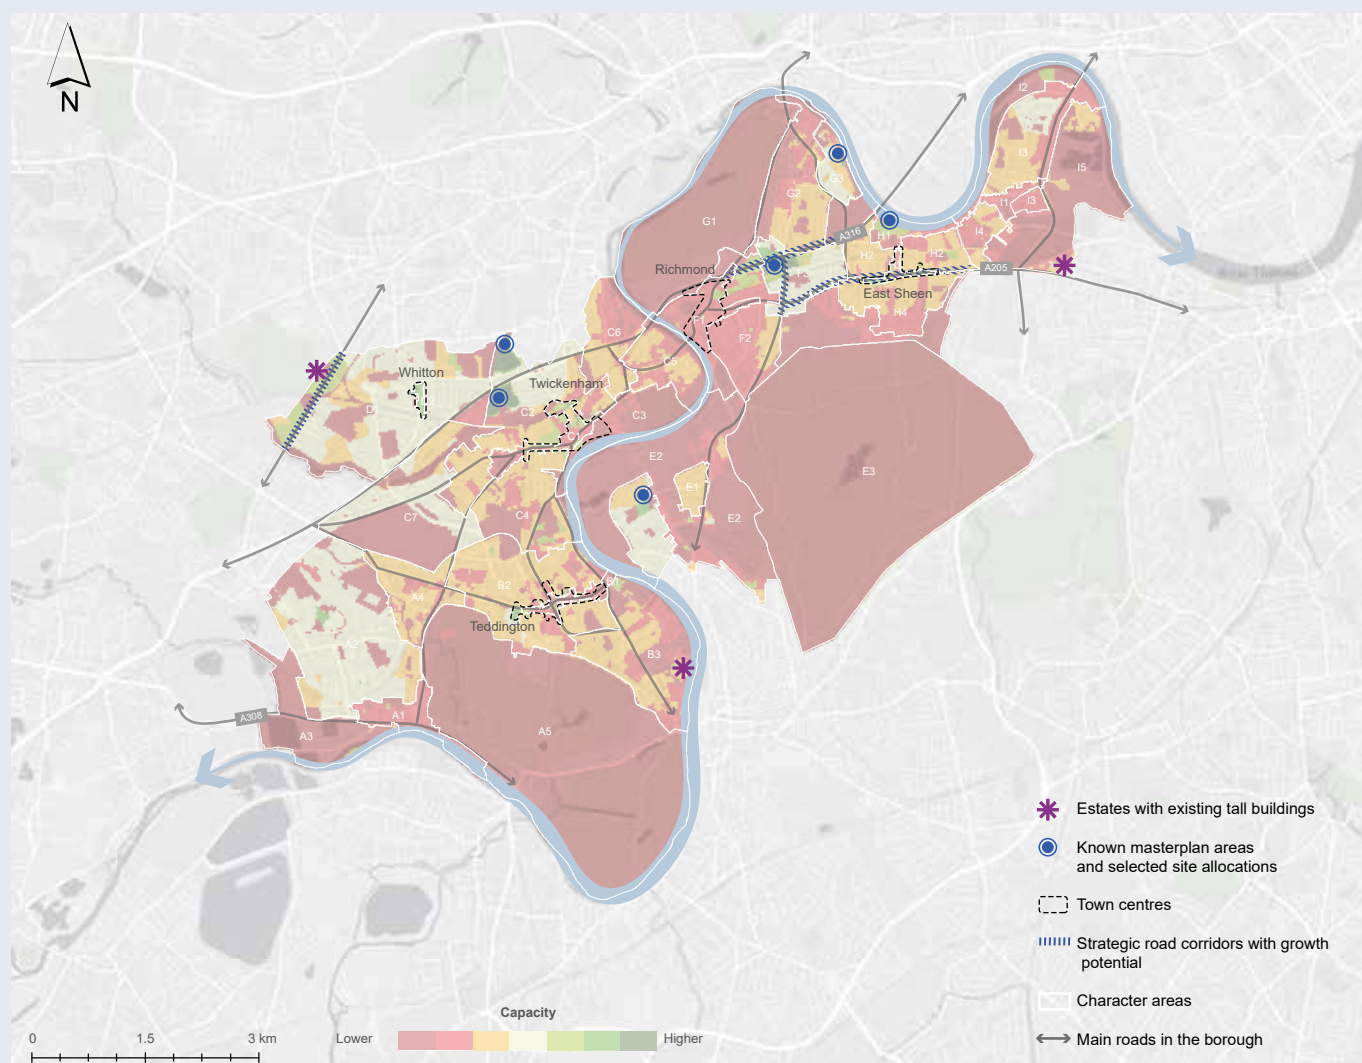 N
I2
I3
I5
G3
G2
G1
I1
I3
I4
A316
H1
H2
H2
Richmond
A205
East Sheen
H4
F1
F2
C6
C5
Whitton
Twickenham
D
C2
C3
E2
E3
E1
E2
C7
C4
B2
A4
Teddington
A2
B3
A308
A1
A3
A5
Estates with existing tall buildings
Known masterplan areas
and selected site allocations
Town centres
Strategic road corridors with growth
potential
Character areas
Main roads in the borough
Capacity
Lower
Higher
0
1.5
3 km